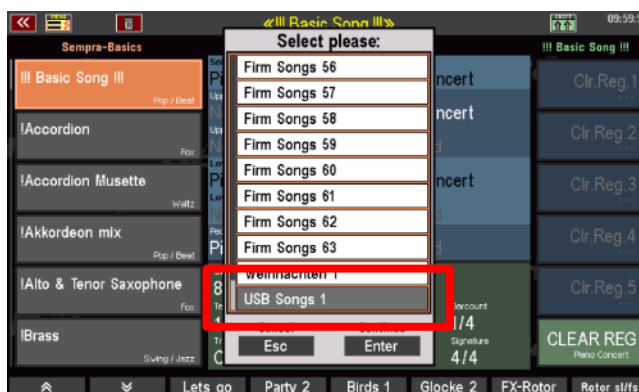 «!!! Basic Song !!!»
09:59:
Sempra-Basics
!!! Basic Song !!!
Pop / Beat
!Accordion
Fox
!Accordion Musette
Waltz
!Akkordeon mix
Pop / Beat
!Alto & Tenor Saxophone
Fox
!Brass
Swing / Jazz
Select please:
Firm Songs 56
Firm Songs 57
Firm Songs 58
Firm Songs 59
Firm Songs 60
Firm Songs 61
Firm Songs 62
Firm Songs 63
Weihnachten 1
USB Songs 1
Cancel
Esc
Continue
Enter
ncert
ncert
ncert
1/4
Signature
4/4
!!! Basic Song !!!
Clr.Reg.1
Clr.Reg.2
Clr.Reg.3
Clr.Reg.4
Clr.Reg.5
CLEAR REG
Piano Concert
Lets go
Party 2
Birds 1
Glocke 2
FX-Rotor
Rotor sl/fs